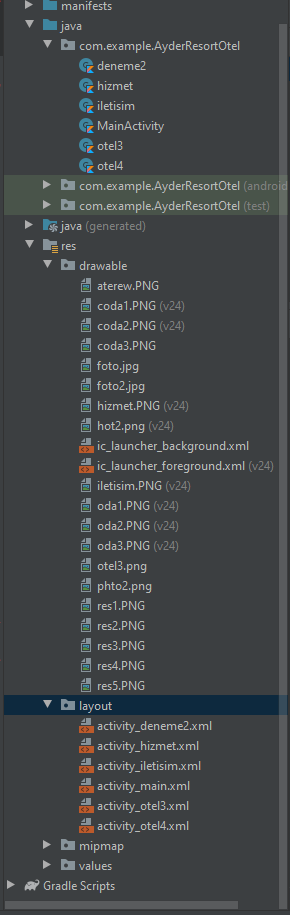 manifests
java
com.example.AyderResortOtel
deneme2
hizmet
iletisim
MainActivity
otel3
otel4
com.example.AyderResortOtel (android
com.example.AyderResortOtel (test)
java (generated)
res
drawable
aterew.PNG
coda1.PNG (v24)
coda2.PNG (v24)
coda3.PNG
foto.jpg
foto2.jpg
hizmet.PNG (v24)
hot2.png (v24)
ic_launcher_background.xml
ic_launcher_foreground.xml (v24)
iletisim.PNG (v24)
oda1.PNG (v24)
oda2.PNG (v24)
oda3.PNG (v24)
otel3.png
phto2.png
res1.PNG
res2.PNG
res3.PNG
res4.PNG
res5.PNG
layout
activity_deneme2.xml
activity_hizmet.xml
activity_iletisim.xml
activity_main.xml
activity_otel3.xml
activity_otel4.xml
mipmap
values
Gradle Scripts